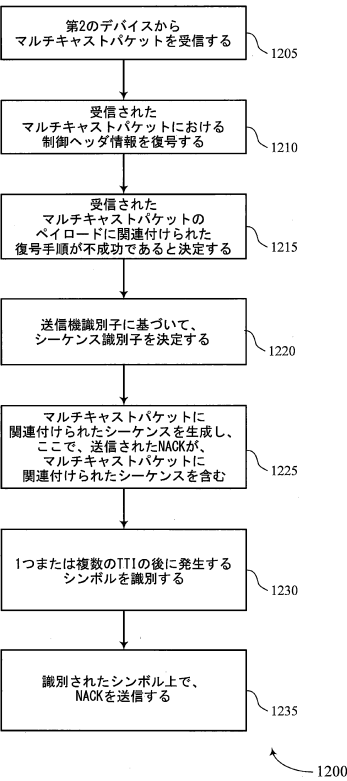 第2のデバイスから
マルチキャストパケットを受信する
1205
受信された
マルチキャストパケットにおける
制御ヘッダ情報を復号する
1210
受信された
マルチキャストパケットの
ペイロードに関連付けられた
復号手順が不成功であると決定する
1215
送信機識別子に基づいて、
シーケンス識別子を決定する
1220
マルチキャストパケットに
関連付けられたシーケンスを生成し、
ここで、送信されたNACKが、
マルチキャストパケットに
関連付けられたシーケンスを含む
1225
1つまたは複数のTTIの後に発生する
シンボルを識別する
1230
識別されたシンボル上で、
NACKを送信する
1235
1200